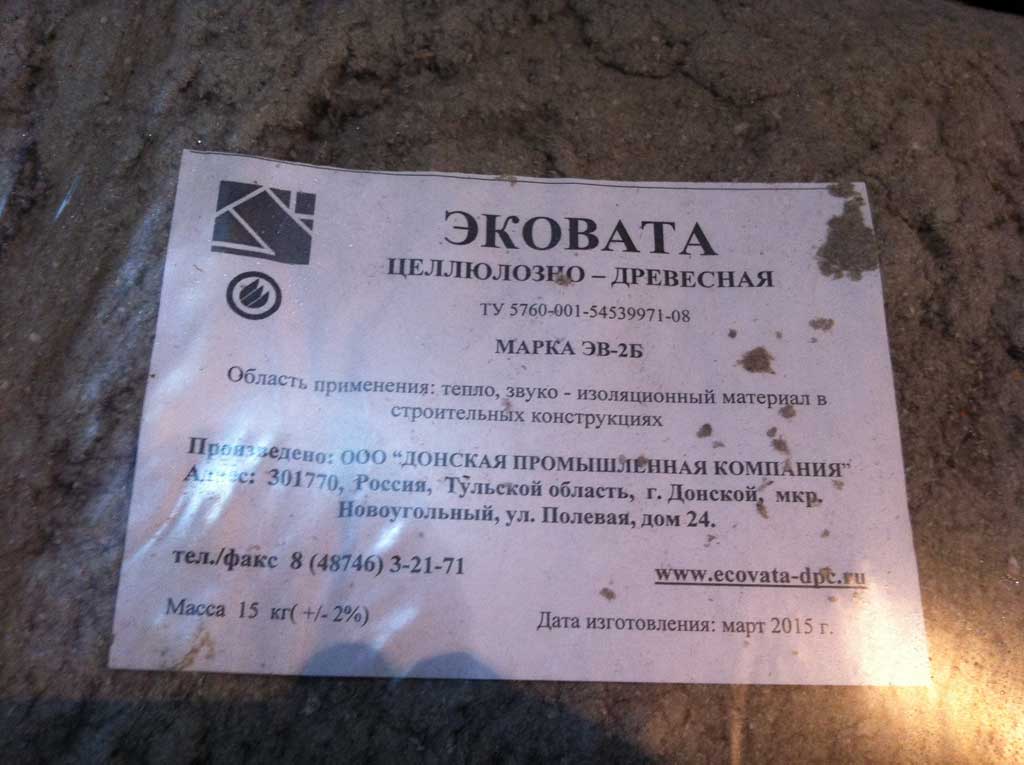 ЭКОВАТА
ЦЕЛЛЮЛОЗНО – ДРЕВЕСНАЯ
ТУ 5760-001-54539971-08
МАРКА ЭВ-2Б
Область применения: тепло, звуко - изоляционный материал в
строительных конструкциях
Произведено: ООО “ДОНСКАЯ ПРОМЫШЛЕННАЯ КОМПАНИЯ”
Адрес: 301770, Россия, Тульской область, г. Донской, мкр.
Новоугольный, ул. Полевая, дом 24.
тел./факс 8 (48746) 3-21-71
www.ecovata-dpc.ru
Масса 15 кг( +/- 2%)
Дата изготовления: март 2015 г.